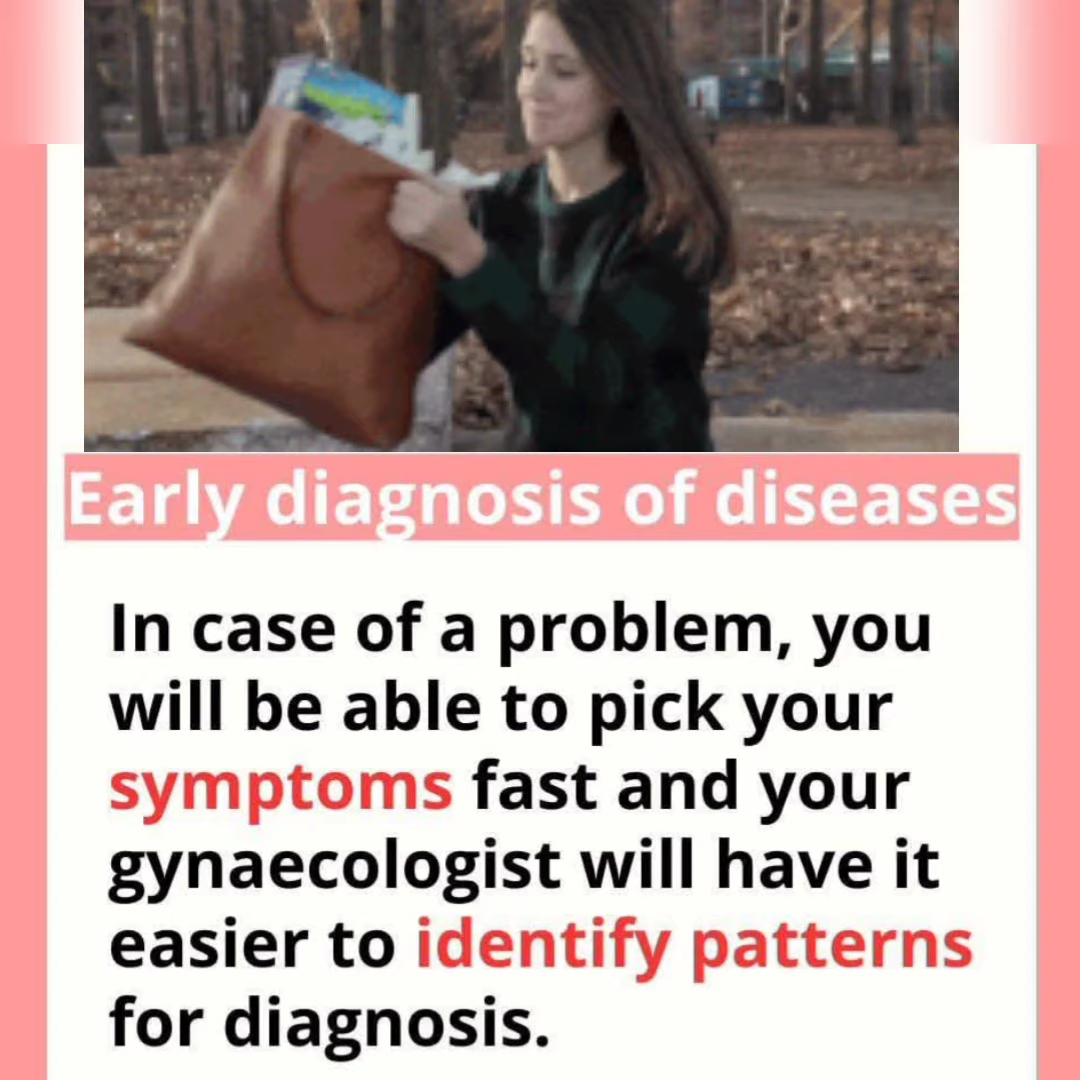 Early diagnosis of diseases
In case of a problem, you
will be able to pick your
symptoms fast and your
gynaecologist will have it
easier to identify patterns
for diagnosis.